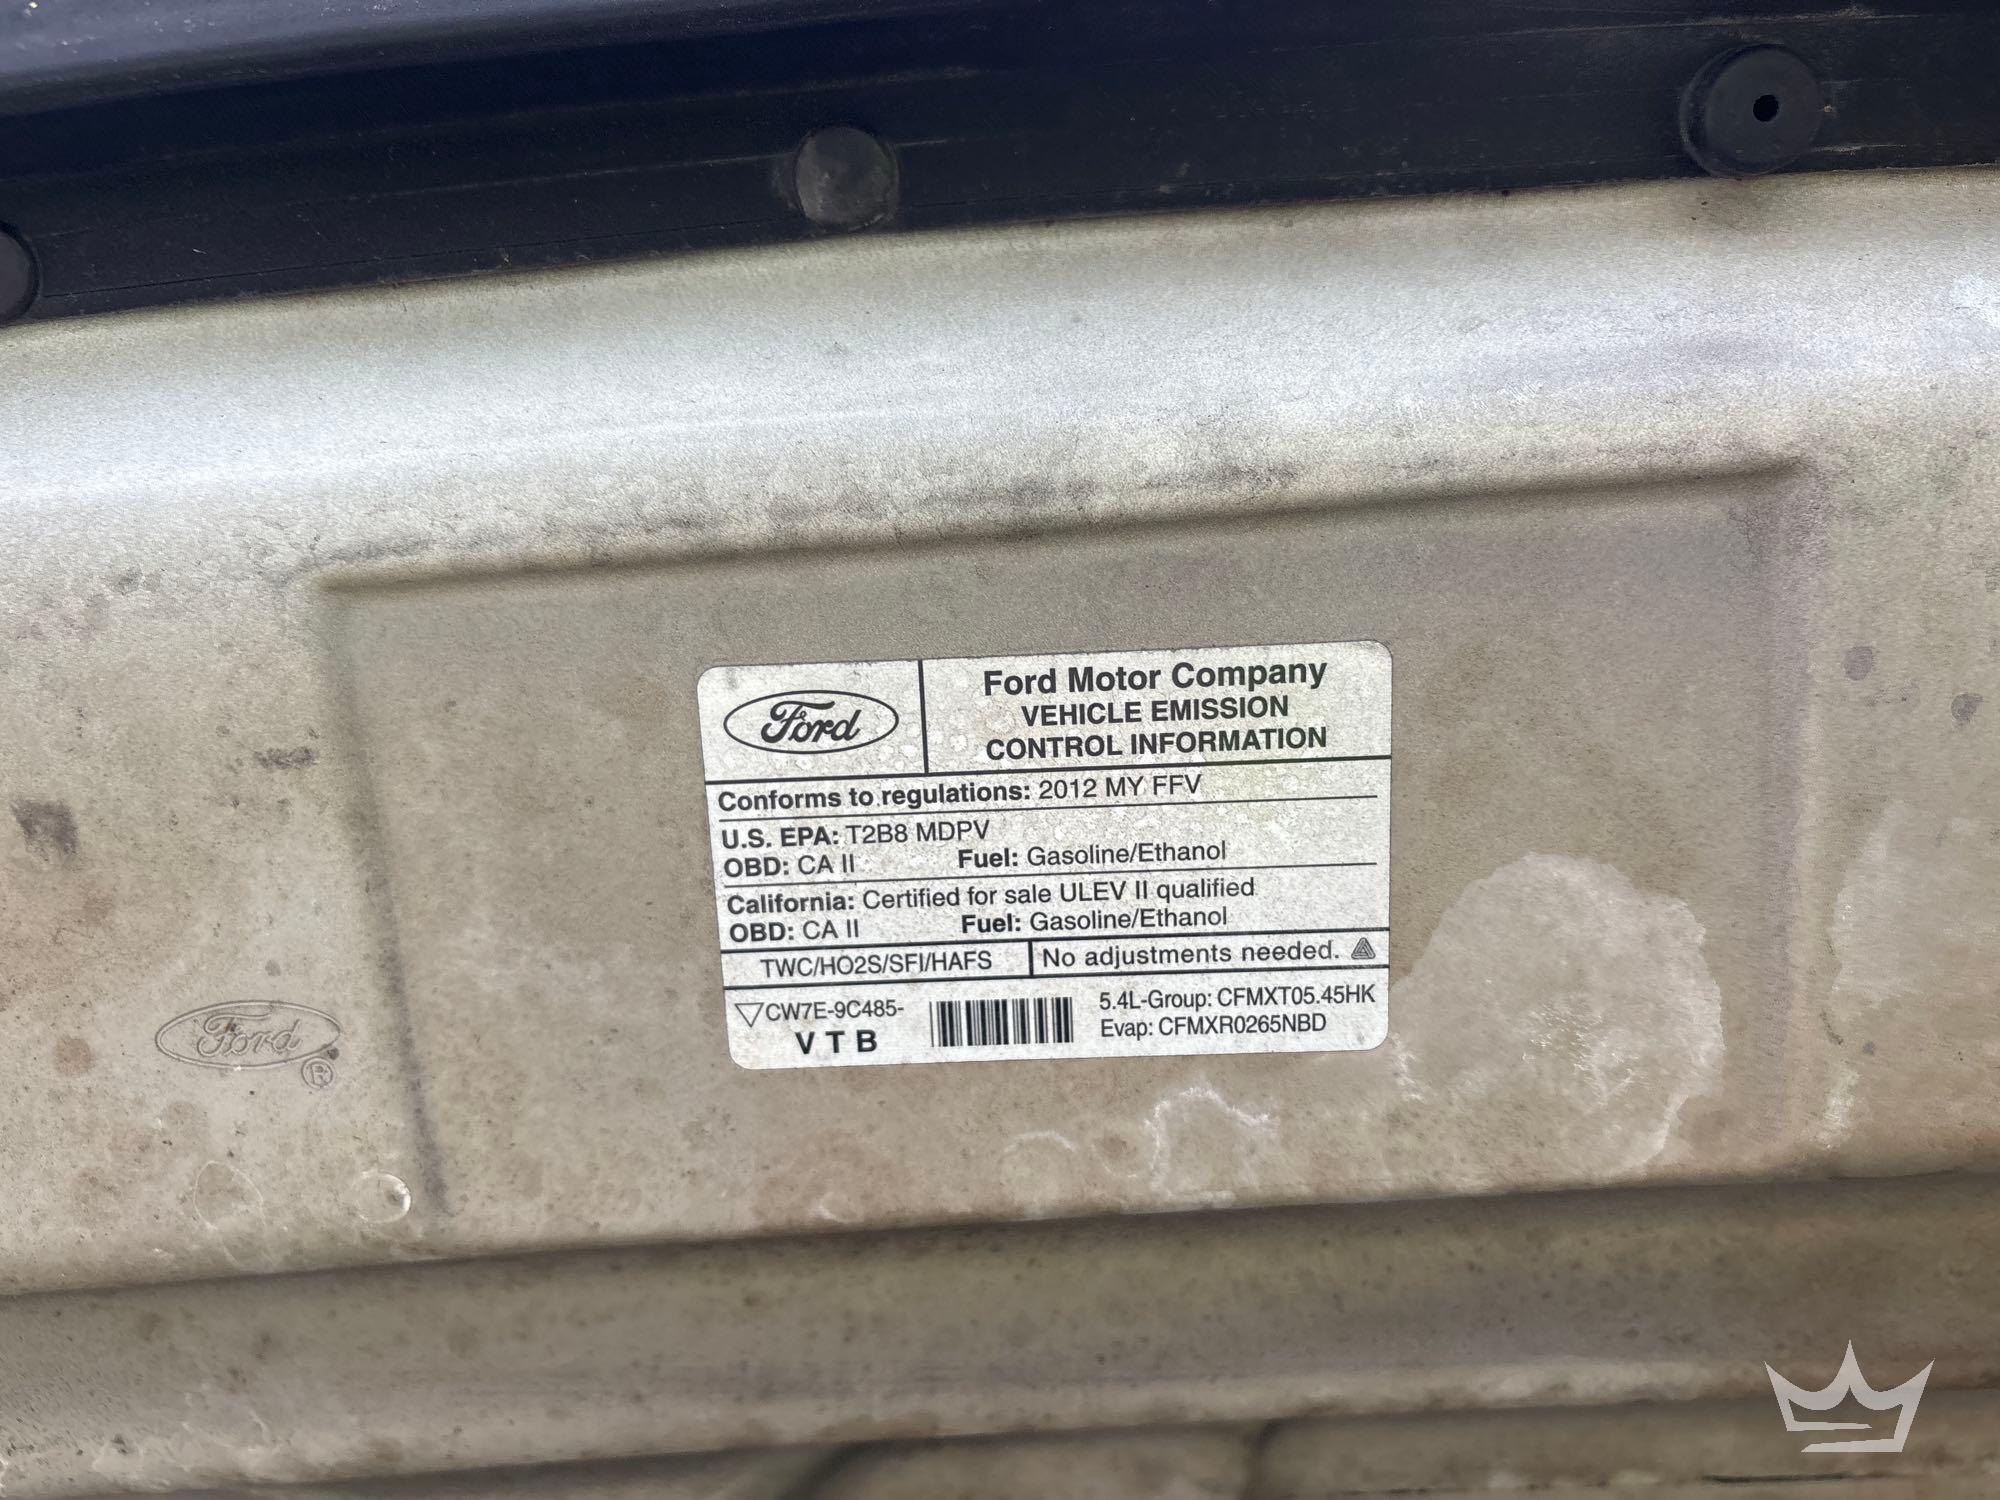 Ford
Ford Motor Company
VEHICLE EMISSION
CONTROL INFORMATION
Conforms to regulations: 2012 MY FFV
U.S. EPA: T2B8 MDPV
OBD: CA II Fuel: Gasoline/Ethanol
California: Certified for sale ULEV II qualified
OBD: CA II Fuel: Gasoline/Ethanol
TWC/HO2S/SFI/HAFS No adjustments needed.
CW7E-9C485-
V T B
5.4L-Group: CFMXT05.45HK
Evap: CFMXR0265NBD
Ford
®